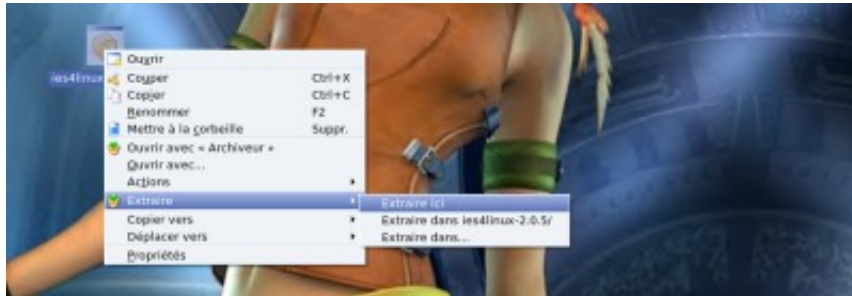 ies4linux
Ouvrir
Couper Ctrl+X
Copier Ctrl+C
Renommer F2
Mettre à la corbeille Suppr.
Ouvrir avec « Archiveur »
Ouvrir avec...
Actions
Extraire
Extraire ici
Extraire dans ies4linux-2.0.5/
Extraire dans...
Copier vers
Déplacer vers
Propriétés